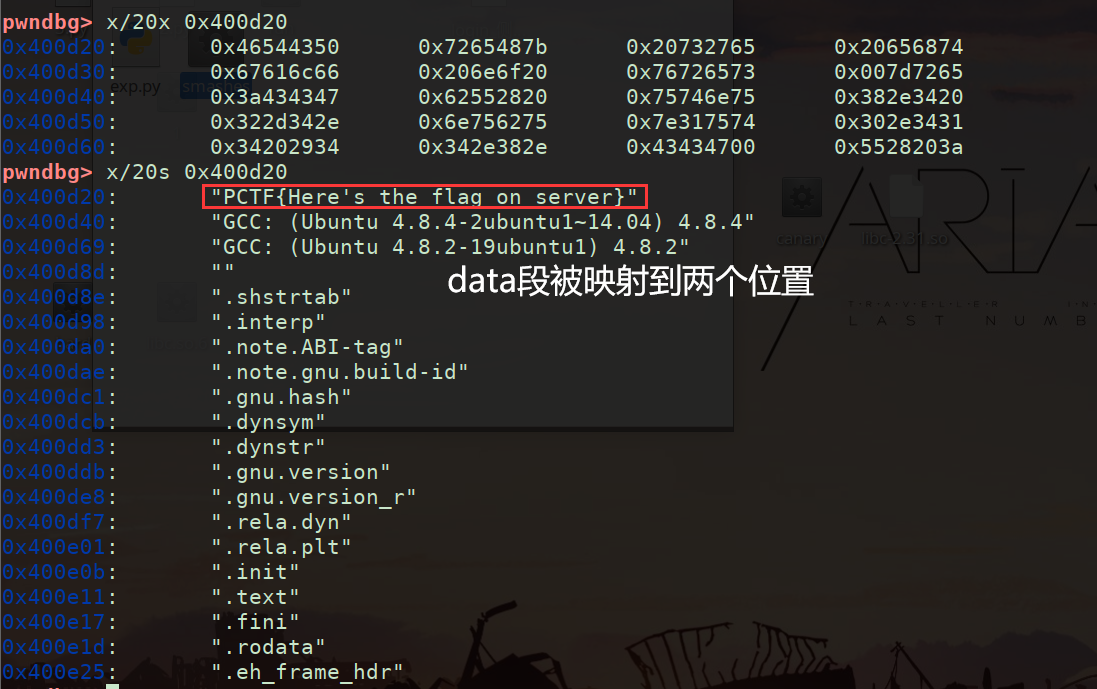 pwndbg> x/20x 0x400d20
0x400d20: 0x46544350 0x7265487b 0x20732765 0x20656874
0x400d30: 0x67616c66 0x206e6f20 0x76726573 0x007d7265
exp.py
0x400d40: 0x3a434347 0x62552820 0x75746e75 0x382e3420
0x400d50: 0x322d342e 0x6e756275 0x7e317574 0x302e3431
0x400d60: 0x34202934 0x342e382e 0x43434700 0x5528203a
pwndbg> x/20s 0x400d20
0x400d20: "PCTF{Here's the flag on server}"
0x400d40: "GCC: (Ubuntu 4.8.4-2ubuntu1~14.04) 4.8.4"
canary libc-2.31.so
0x400d69: "GCC: (Ubuntu 4.8.2-19ubuntu1) 4.8.2"
0x400d8d: ""
data段被映射到两个位置
0x400d8e: ".shstrtab"
0x400d98: ".interp"
LAST NUMB
0x400da0: ".note.ABI-tag"
0x400dae: ".note.gnu.build-id"
0x400dc1: ".gnu.hash"
0x400dcb: ".dynsym"
0x400dd3: ".dynstr"
0x400ddb: ".gnu.version"
0x400de8: ".gnu.version_r"
0x400df7: ".rela.dyn"
0x400e01: ".rela.plt"
0x400e0b: ".init"
0x400e11: ".text"
0x400e17: ".fini"
0x400e1d: ".rodata"
0x400e25: ".eh_frame_hdr"